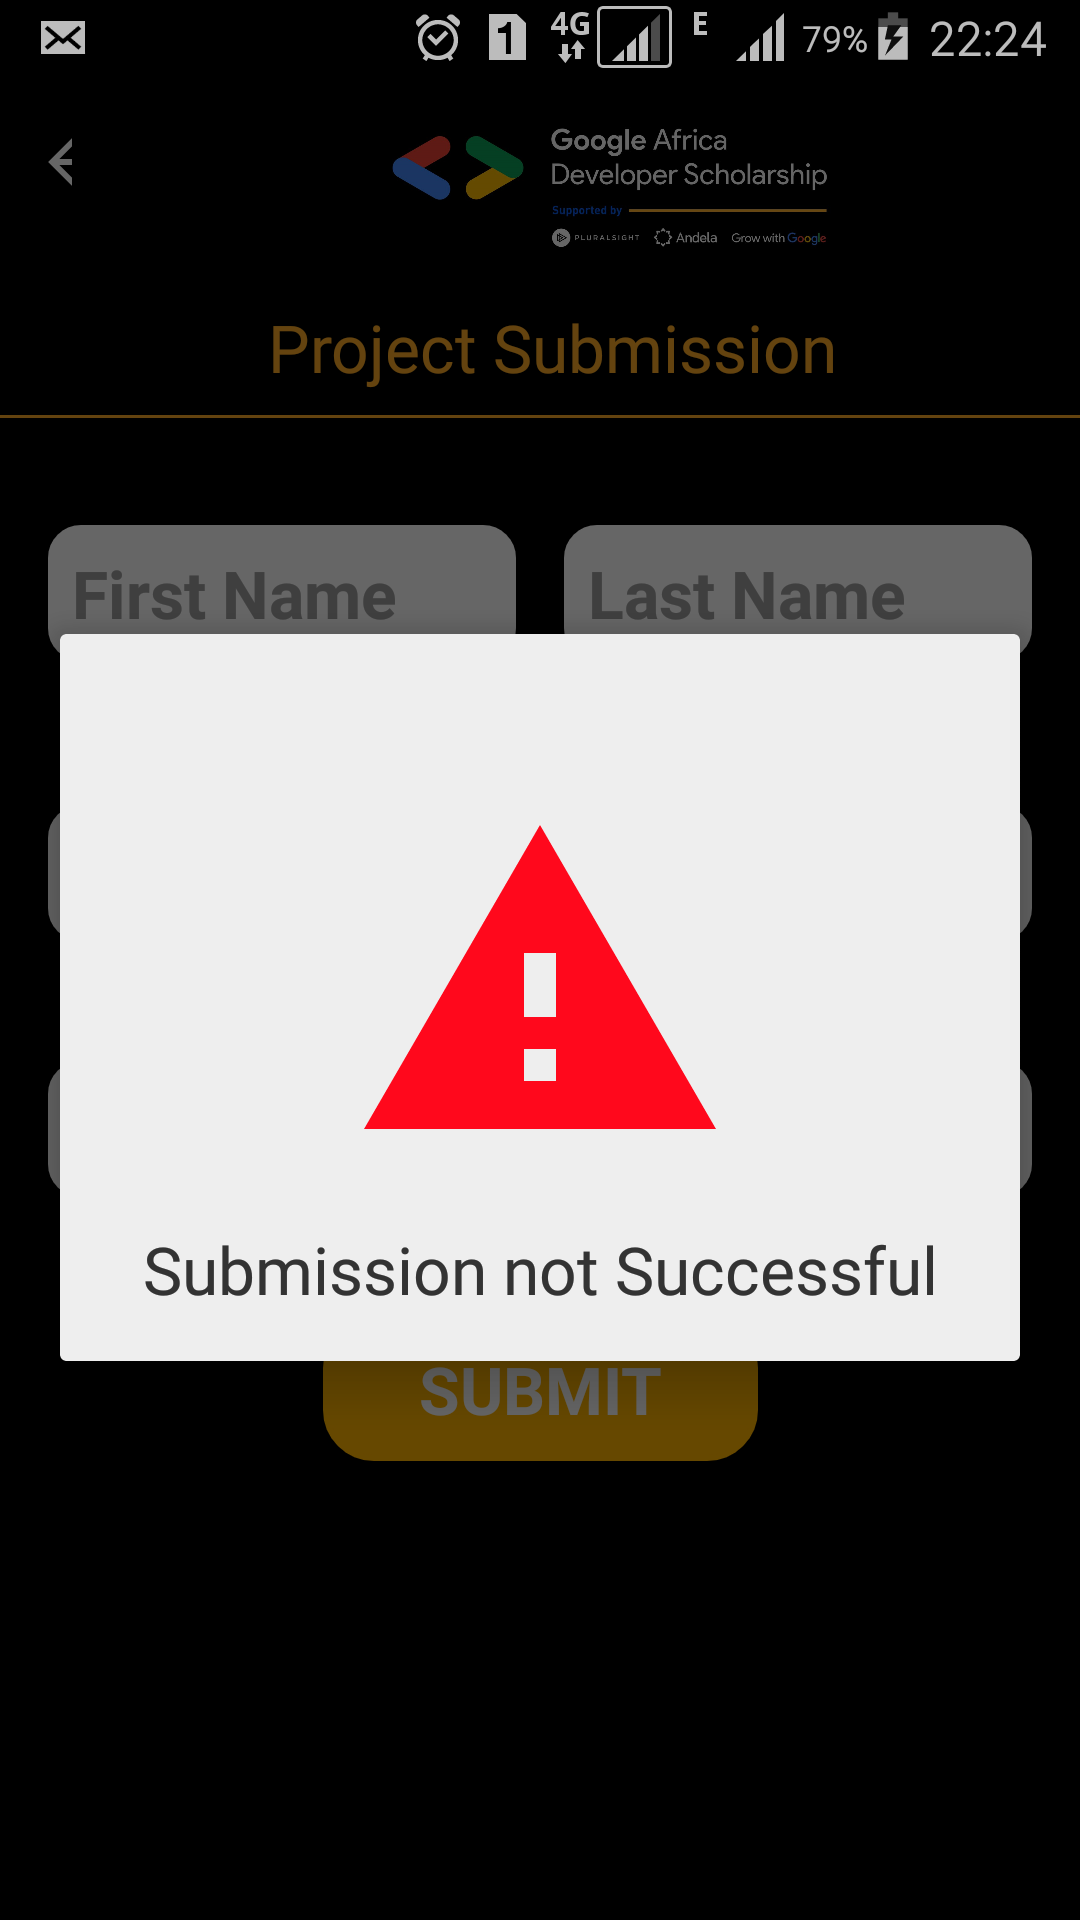 4G E 79% 22:24
Google Africa
Developer Scholarship
Supported by
PLURALSIGHT Andela Grow with Google
Project Submission
First Name Last Name
Submission not Successful
SUBMIT